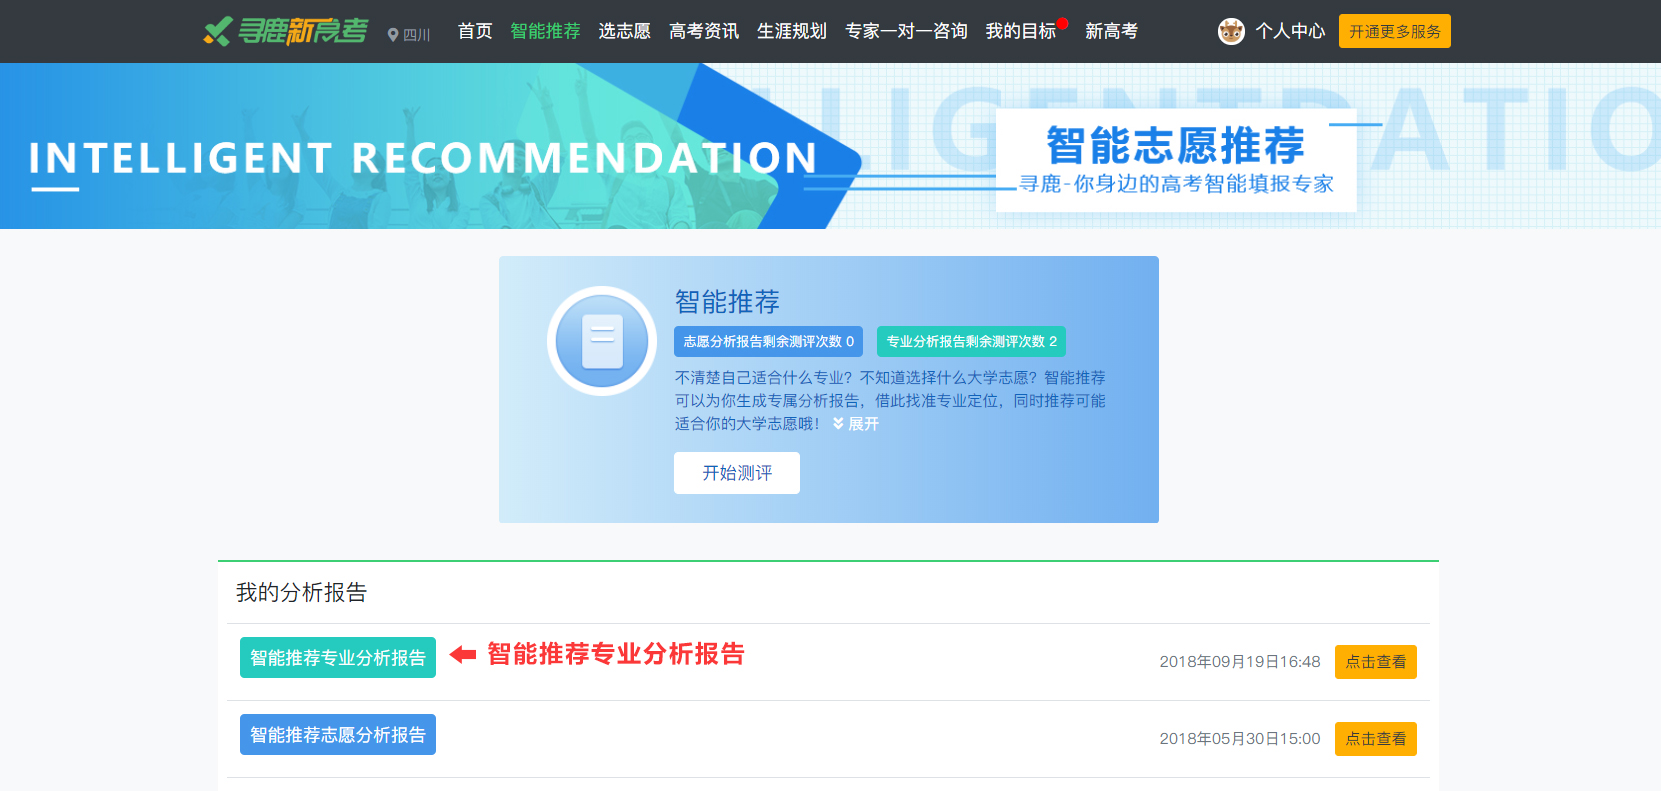 寻鹿新高考 四川 首页 智能推荐 选志愿 高考资讯 生涯规划 专家一对一咨询 我的目标 新高考 个人中心 开通更多服务
INTELLIGENT RECOMMENDATION
智能志愿推荐
寻鹿-你身边的高考智能填报专家
智能推荐
志愿分析报告剩余测评次数 0 专业分析报告剩余测评次数 2
不清楚自己适合什么专业？不知道选择什么大学志愿？智能推荐
可以为你生成专属分析报告，借此找准专业定位，同时推荐可能
适合你的大学志愿哦！ 展开
开始测评
我的分析报告
智能推荐专业分析报告 智能推荐专业分析报告 2018年09月19日16:48 点击查看
智能推荐志愿分析报告 2018年05月30日15:00 点击查看